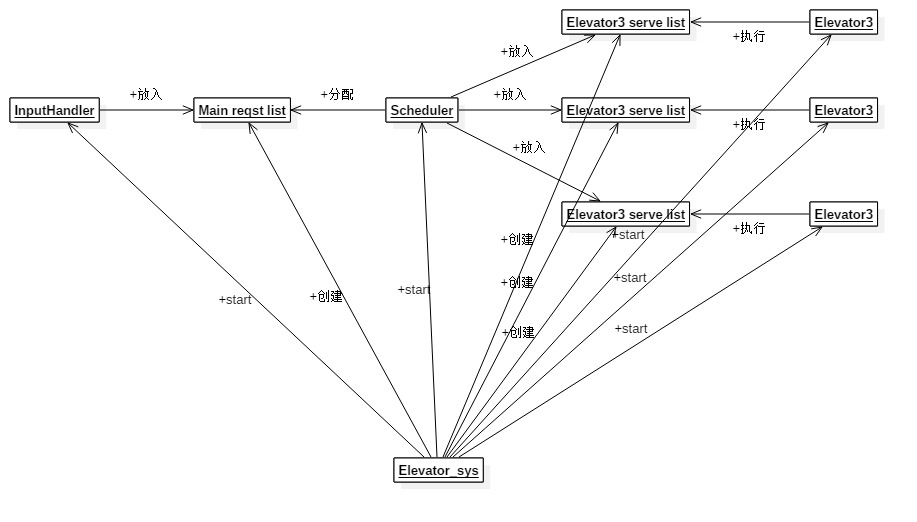 Elevator3 serve list
Elevator3
+执行
+放入
+放入
+分配
+放入
InputHandler
Main reqst list
Scheduler
Elevator3 serve list
Elevator3
+执行
+放入
Elevator3 serve list
Elevator3
+执行
+start
+创建
+start
+创建
+start
+创建
+start
+start
+创建
Elevator_sys